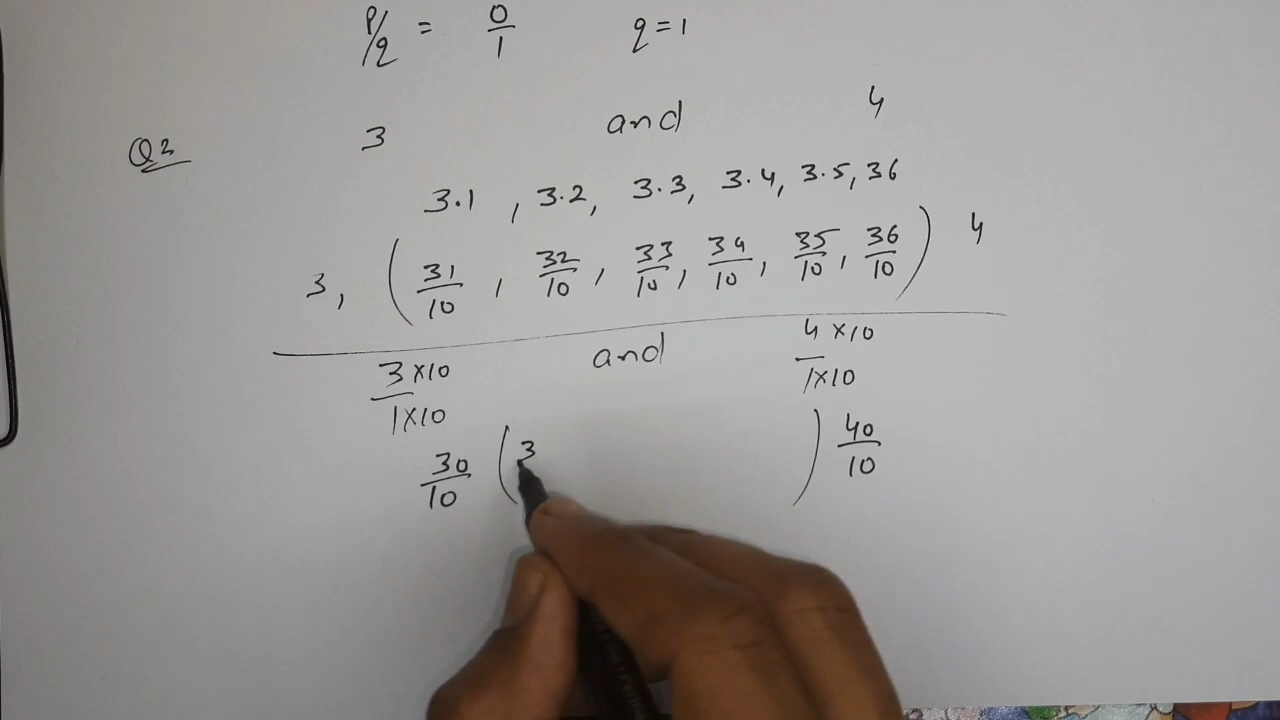 p/q = 0/1 q=1
Q2 3 and 4
3.1, 3.2, 3.3, 3.4, 3.5, 36
3, (31/10, 32/10, 33/10, 34/10, 35/10, 36/10) 4
3×10/1×10 and 4×10/1×10
30/10 (3 ) 40/10